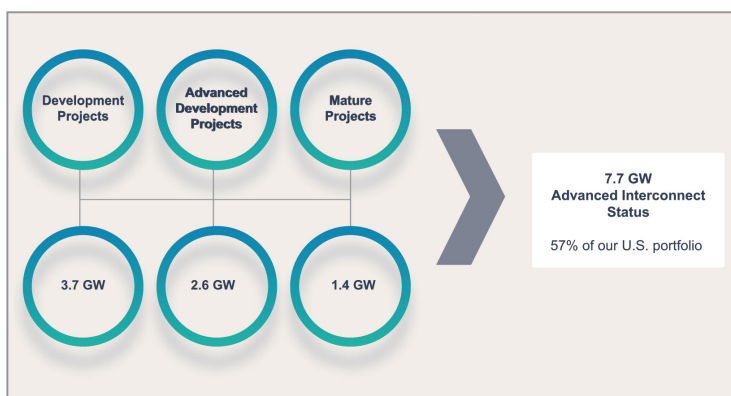 Development
Projects
Advanced
Development
Projects
Mature
Projects
3.7 GW
2.6 GW
1.4 GW
7.7 GW
Advanced Interconnect
Status
57% of our U.S. portfolio